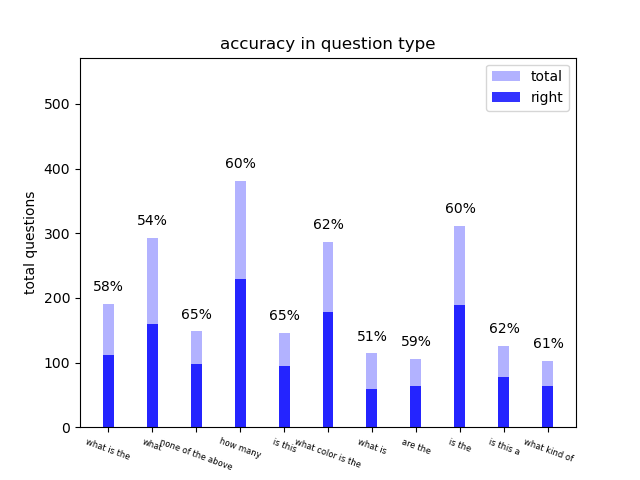 accuracy in question type
total
right
total questions
500
400
300
200
100
0
58%
54%
65%
60%
65%
62%
51%
59%
60%
62%
61%
what is the
what
none of the above
how many
is this
what color is the
what is
are the
is the
is this a
what kind of